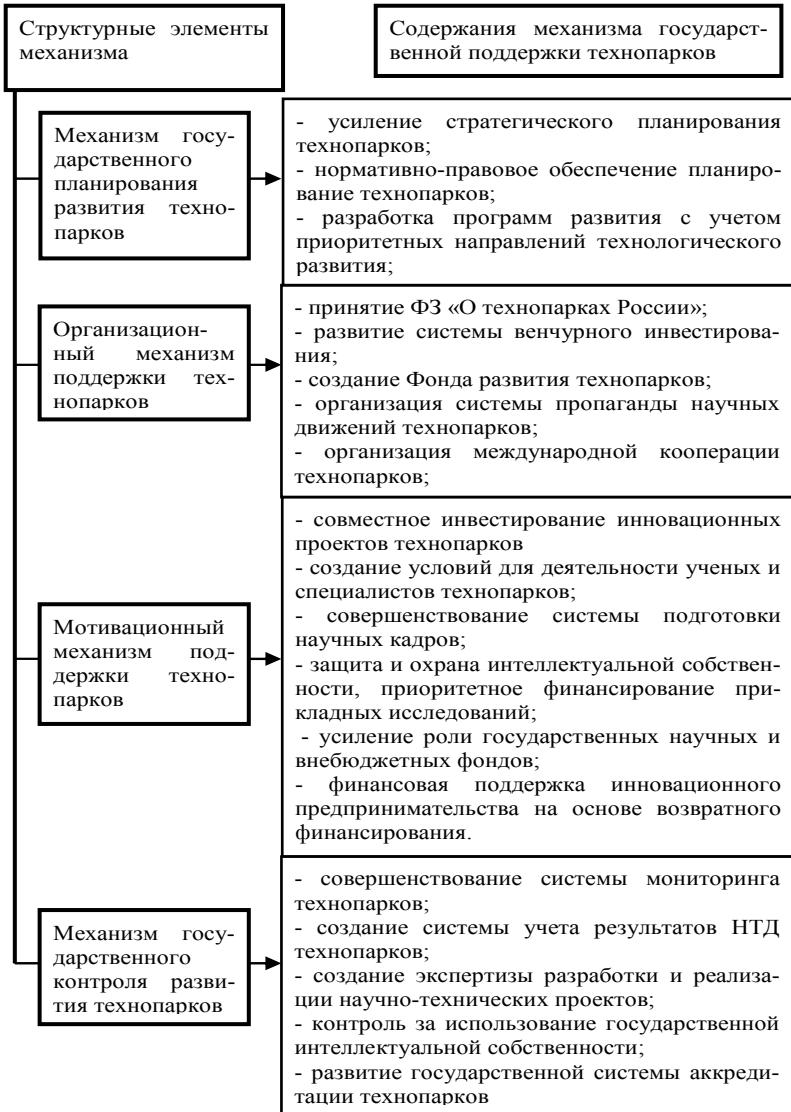 Структурные элементы
механизма
Содержания механизма государст-
венной поддержки технопарков
Механизм госу-
дарственного
планирования
развития техно-
парков
- усиление стратегического планирования
технопарков;
- нормативно-правовое обеспечение планиро-
вание технопарков;
- разработка программ развития с учетом
приоритетных направлений технологического
развития;
Организацион-
ный механизм
поддержки тех-
нопарков
- принятие ФЗ «О технопарках России»;
- развитие системы венчурного инвестирова-
ния;
- создание Фонда развития технопарков;
- организация системы пропаганды научных
движений технопарков;
- организация международной кооперации
технопарков;
Мотивационный
механизм под-
держки техно-
парков
- совместное инвестирование инновационных
проектов технопарков
- создание условий для деятельности ученых и
специалистов технопарков;
- совершенствование системы подготовки
научных кадров;
- защита и охрана интеллектуальной собствен-
ности, приоритетное финансирование при-
кладных исследований;
- усиление роли государственных научных и
внебюджетных фондов;
- финансовая поддержка инновационного
предпринимательства на основе возвратного
финансирования.
Механизм госу-
дарственного
контроля разви-
тия технопарков
- совершенствование системы мониторинга
технопарков;
- создание системы учета результатов НТД
технопарков;
- создание экспертизы разработки и реализа-
ции научно-технических проектов;
- контроль за использование государственной
интеллектуальной собственности;
- развитие государственной системы аккреди-
тации технопарков